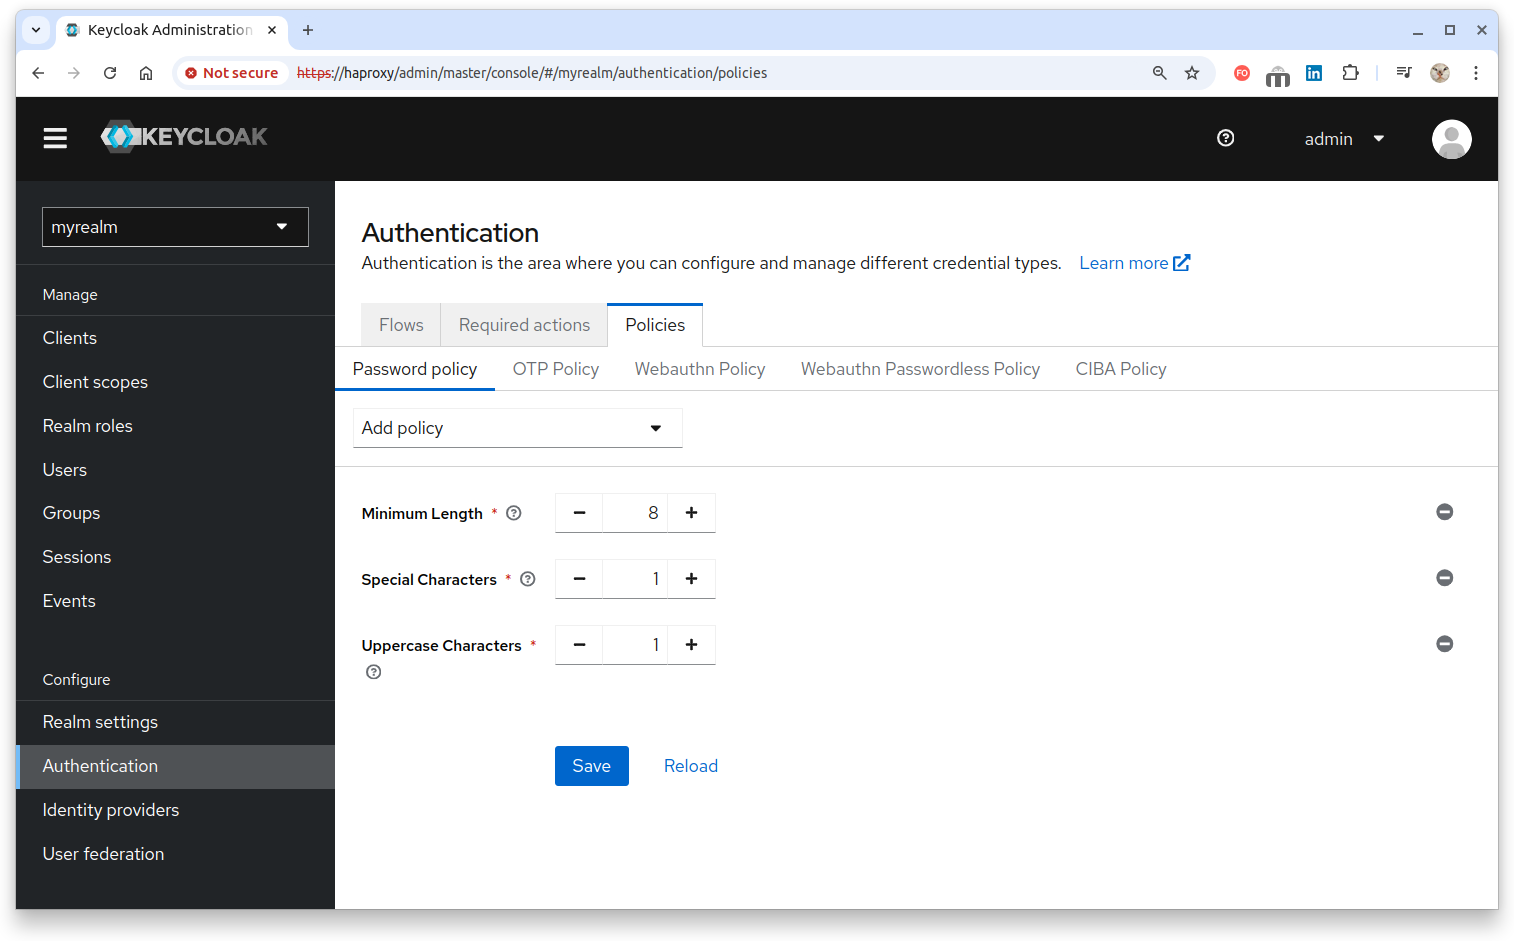 Keycloak Administration
Not secure https://haproxy/admin/master/console/#/myrealm/authentication/policies
FO
in
KEYCLOAK
admin
myrealm
Manage
Clients
Client scopes
Realm roles
Users
Groups
Sessions
Events
Configure
Realm settings
Authentication
Identity providers
User federation
Authentication
Authentication is the area where you can configure and manage different credential types. Learn more
Flows Required actions Policies
Password policy OTP Policy Webauthn Policy Webauthn Passwordless Policy CIBA Policy
Add policy
Minimum Length * 8
Special Characters * 1
Uppercase Characters * 1
Save Reload